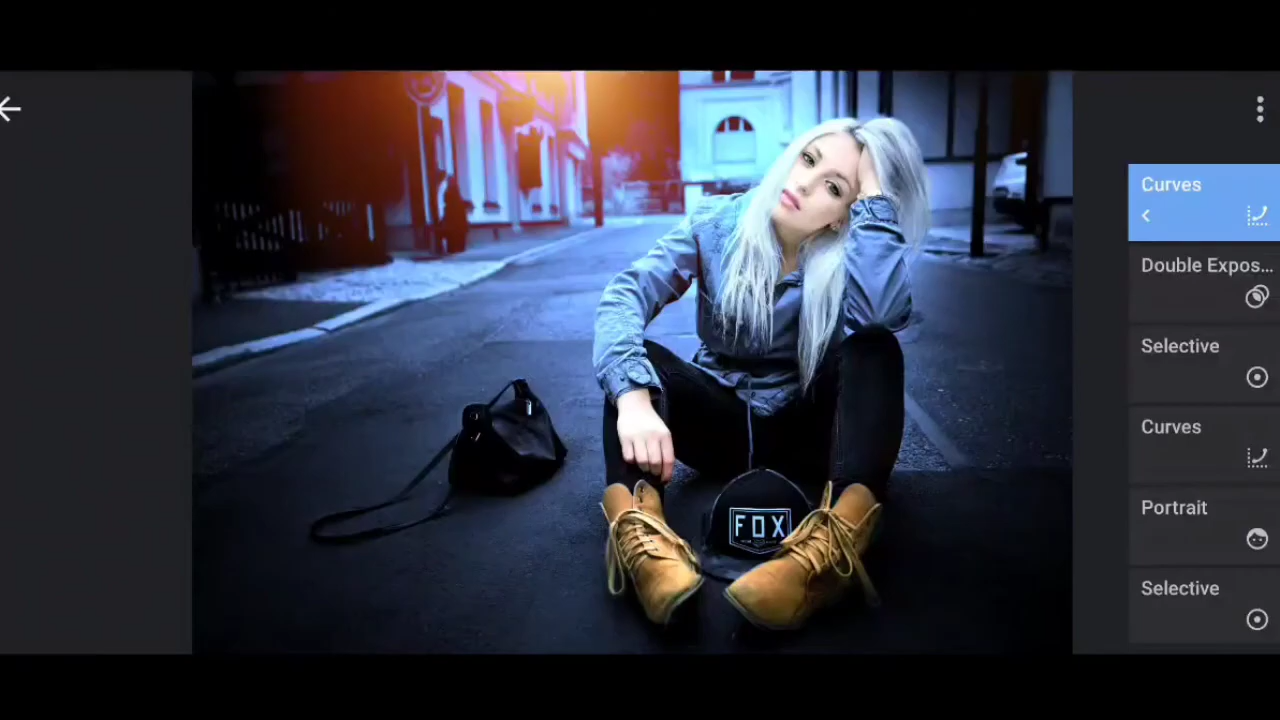 Curves
Double Expos...
Selective
Curves
Portrait
Selective
FOX